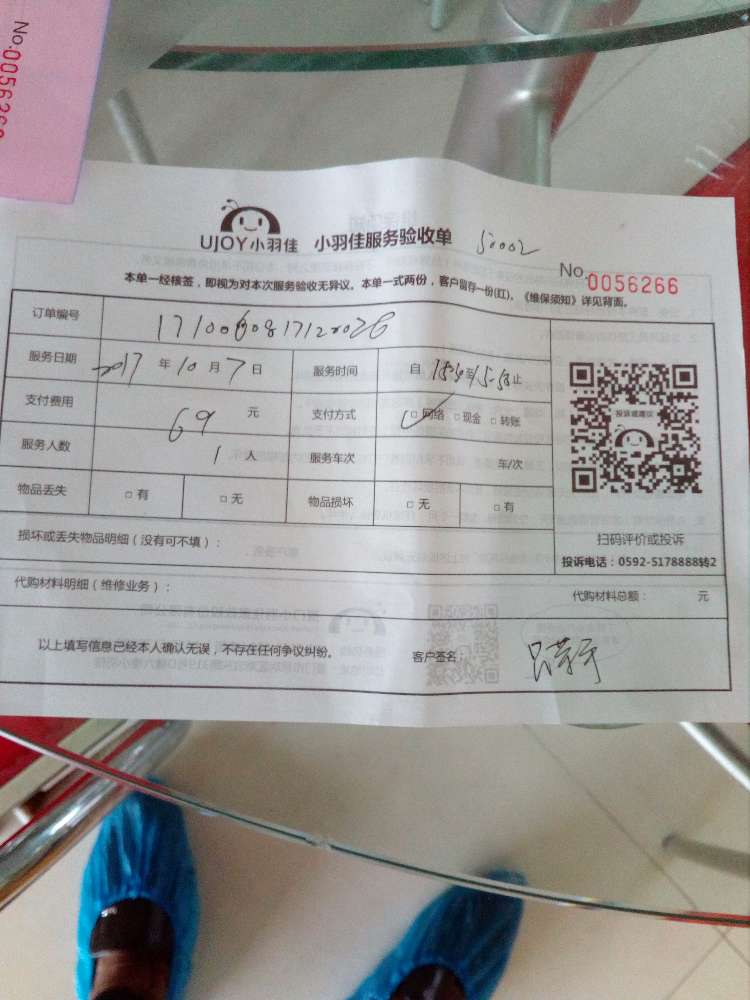 No.
UJOY小羽佳 小羽佳服务验收单 50002
No. 0056266
本单一经核签，即视为对本次服务验收无异议。本单一式两份，客户留存一份(红)。《维保须知》详见背面。
订单编号
服务日期 2017 年 10 月 7 日 服务时间 自 至 止
支付费用 69 元 支付方式 □网络 □现金 □转账
服务人数 1 人 服务车次 车/次
物品丢失 □有 □无 物品损坏 □无 □有
损坏或丢失物品明细（没有可不填）：
投诉或建议
扫码评价或投诉
投诉电话：0592-5178888转2
代购材料明细（维修业务）： 代购材料总额： 元
以上填写信息已经本人确认无误，不存在任何争议纠纷。 客户签名：